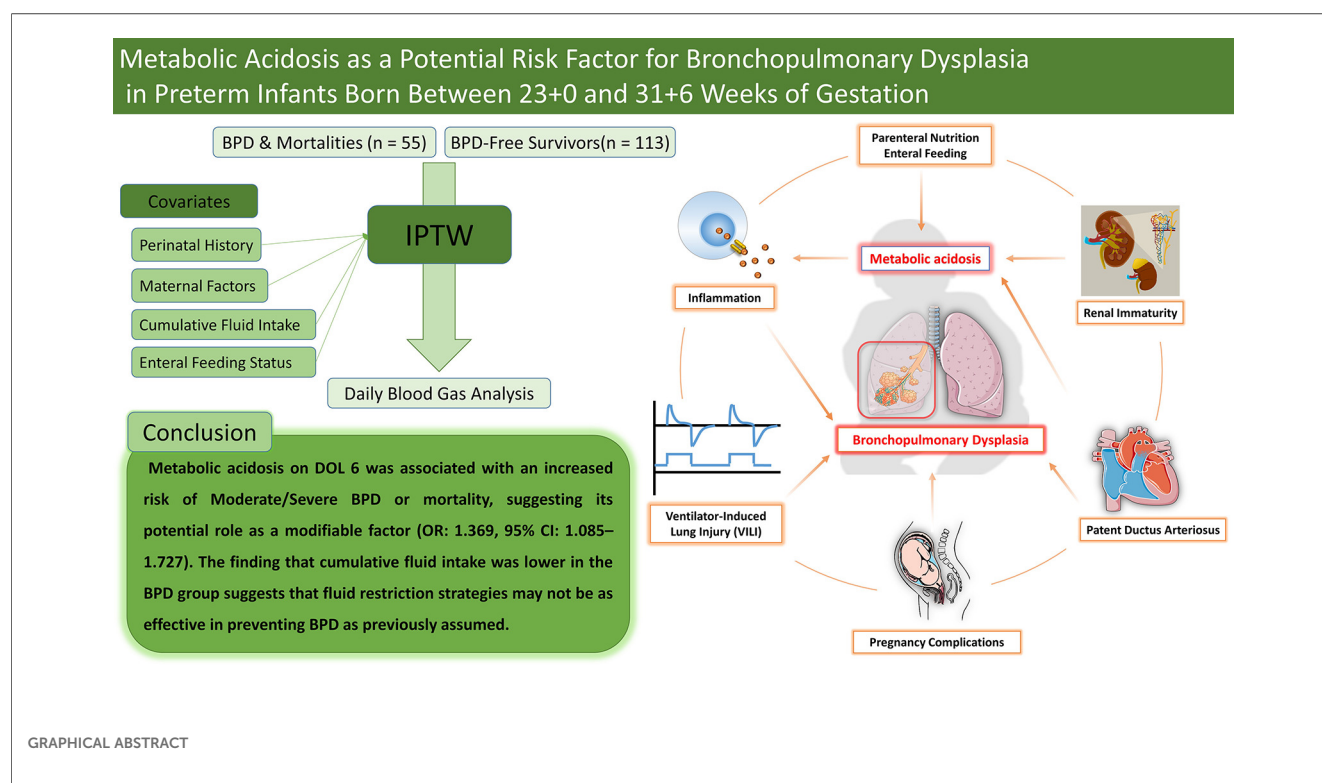 Metabolic Acidosis as a Potential Risk Factor for Bronchopulmonary Dysplasia
in Preterm Infants Born Between 23+0 and 31+6 Weeks of Gestation
BPD & Mortalities (n = 55)
BPD-Free Survivors(n = 113)
Covariates
Perinatal History
Maternal Factors
Cumulative Fluid Intake
Enteral Feeding Status
IPTW
Daily Blood Gas Analysis
Conclusion
Metabolic acidosis on DOL 6 was associated with an increased
risk of Moderate/Severe BPD or mortality, suggesting its
potential role as a modifiable factor (OR: 1.369, 95% CI: 1.085–
1.727). The finding that cumulative fluid intake was lower in the
BPD group suggests that fluid restriction strategies may not be as
effective in preventing BPD as previously assumed.
Parenteral Nutrition
Enteral Feeding
Metabolic acidosis
Inflammation
Renal Immaturity
Bronchopulmonary Dysplasia
Ventilator-Induced
Lung Injury (VILI)
Patent Ductus Arteriosus
Pregnancy Complications
GRAPHICAL ABSTRACT